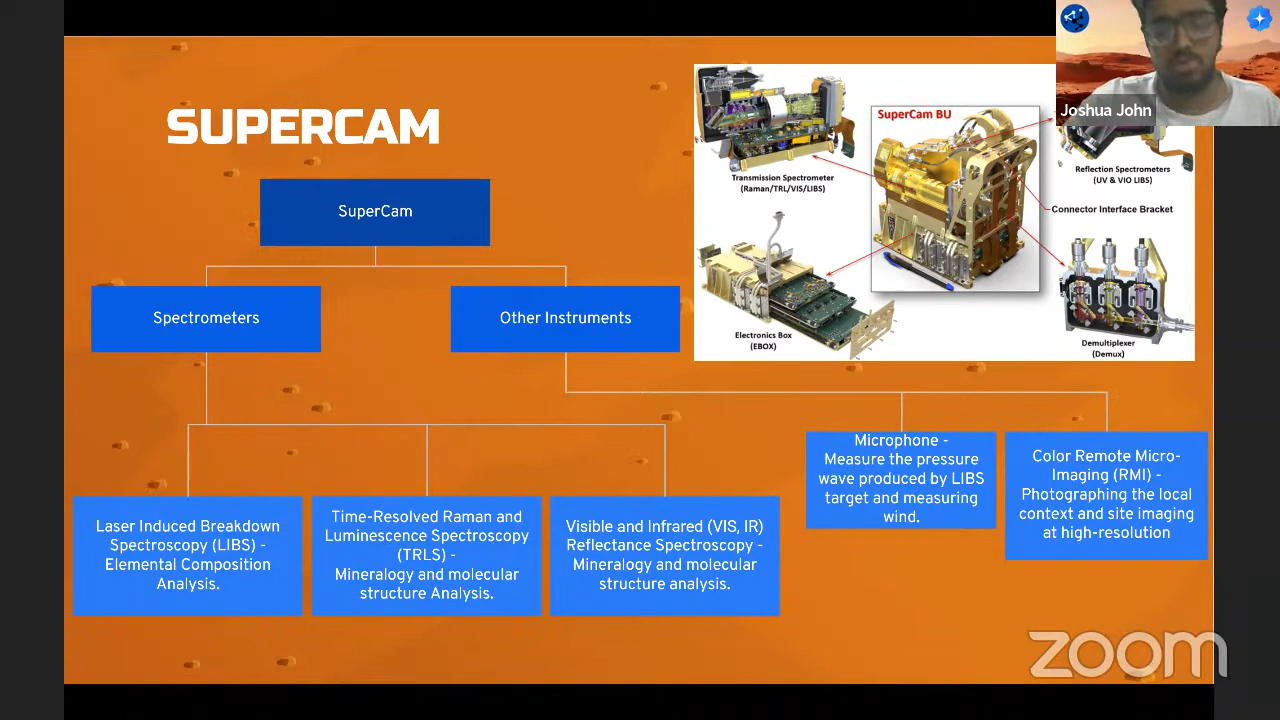 SUPERCAM
SuperCam
Spectrometers
Other Instruments
Laser Induced Breakdown
Spectroscopy (LIBS) -
Elemental Composition
Analysis.
Time-Resolved Raman and
Luminescence Spectroscopy
(TRLS) -
Mineralogy and molecular
structure Analysis.
Visible and Infrared (VIS, IR)
Reflectance Spectroscopy -
Mineralogy and molecular
structure analysis.
Microphone -
Measure the pressure
wave produced by LIBS
target and measuring
wind.
Color Remote Micro-
Imaging (RMI) -
Photographing the local
context and site imaging
at high-resolution
SuperCam BU
Transmission Spectrometer
(Raman/TRL/VIS/LIBS)
Reflection Spectrometers
(UV & VIO LIBS)
Connector Interface Bracket
Electronics Box
(EBOX)
Demultiplexer
(Demux)
Joshua John
zoom